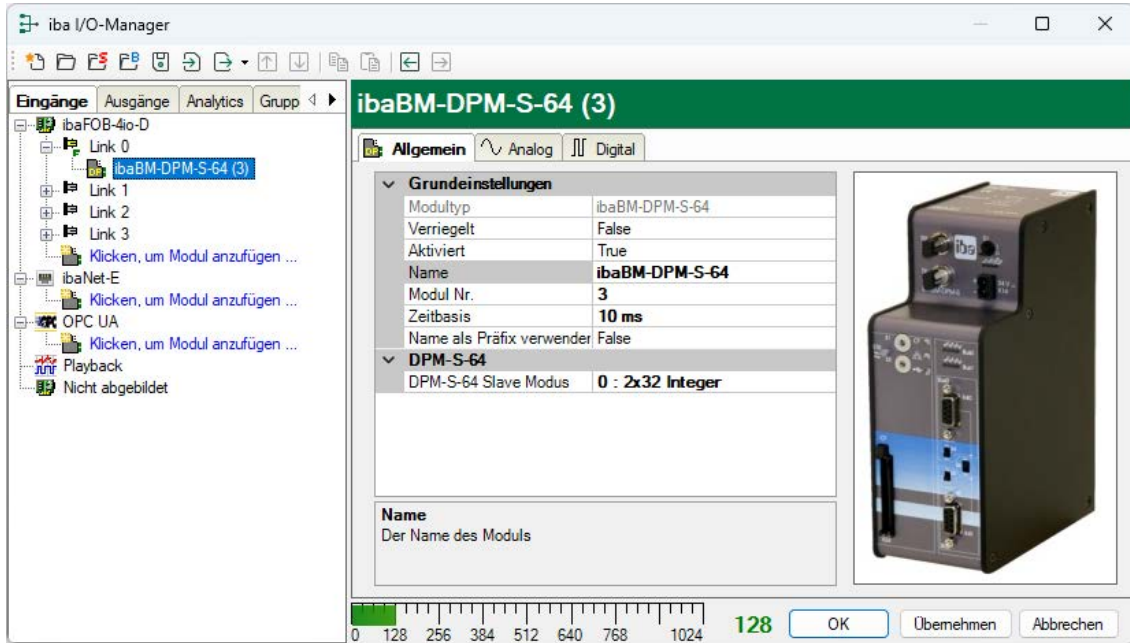 iba I/O-Manager
Eingänge Ausgänge Analytics Grupp
ibaFOB-4io-D
Link 0
ibaBM-DPM-S-64 (3)
Link 1
Link 2
Link 3
Klicken, um Modul anzufügen ...
ibaNet-E
Klicken, um Modul anzufügen ...
OPC UA
Klicken, um Modul anzufügen ...
Playback
Nicht abgebildet
ibaBM-DPM-S-64 (3)
Allgemein Analog Digital
Grundeinstellungen
Modultyp ibaBM-DPM-S-64
Verriegelt False
Aktiviert True
Name ibaBM-DPM-S-64
Modul Nr. 3
Zeitbasis 10 ms
Name als Präfix verwender False
DPM-S-64
DPM-S-64 Slave Modus 0 : 2x32 Integer
Name
Der Name des Moduls
iba
0 128 256 384 512 640 768 1024
128
OK Übernehmen Abbrechen